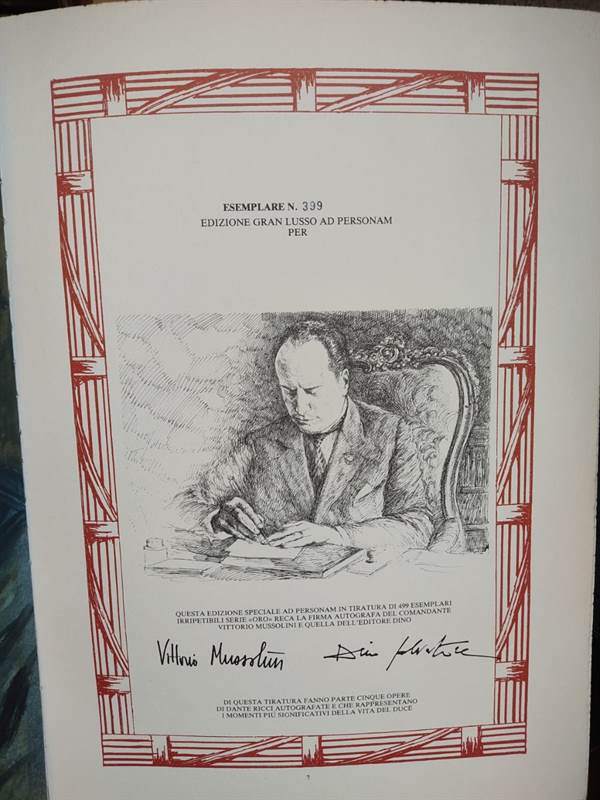 ESEMPLARE N. 399
EDIZIONE GRAN LUSSO AD PERSONAM
PER
QUESTA EDIZIONE SPECIALE AD PERSONAM IN TIRATURA DI 499 ESEMPLARI
IRRIPETIBILI SERIE «ORO» RECA LA FIRMA AUTOGRAFA DEL COMANDANTE
VITTORIO MUSSOLINI E QUELLA DELL'EDITORE DINO
Vittorio Mussolini Dino
DI QUESTA TIRATURA FANNO PARTE CINQUE OPERE
DI DANTE RICCI AUTOGRAFATE E CHE RAPPRESENTANO
I MOMENTI PIÙ SIGNIFICATIVI DELLA VITA DEL DUCE